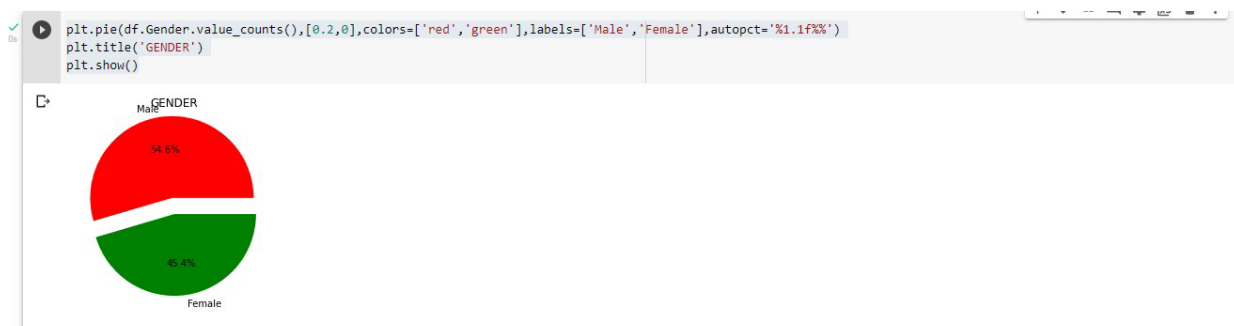 0s
plt.pie(df.Gender.value_counts(),[0.2,0],colors=['red','green'],labels=['Male','Female'],autopct='%1.1f%%')
plt.title('GENDER')
plt.show()
GENDER
Male
54.6%
45.4%
Female